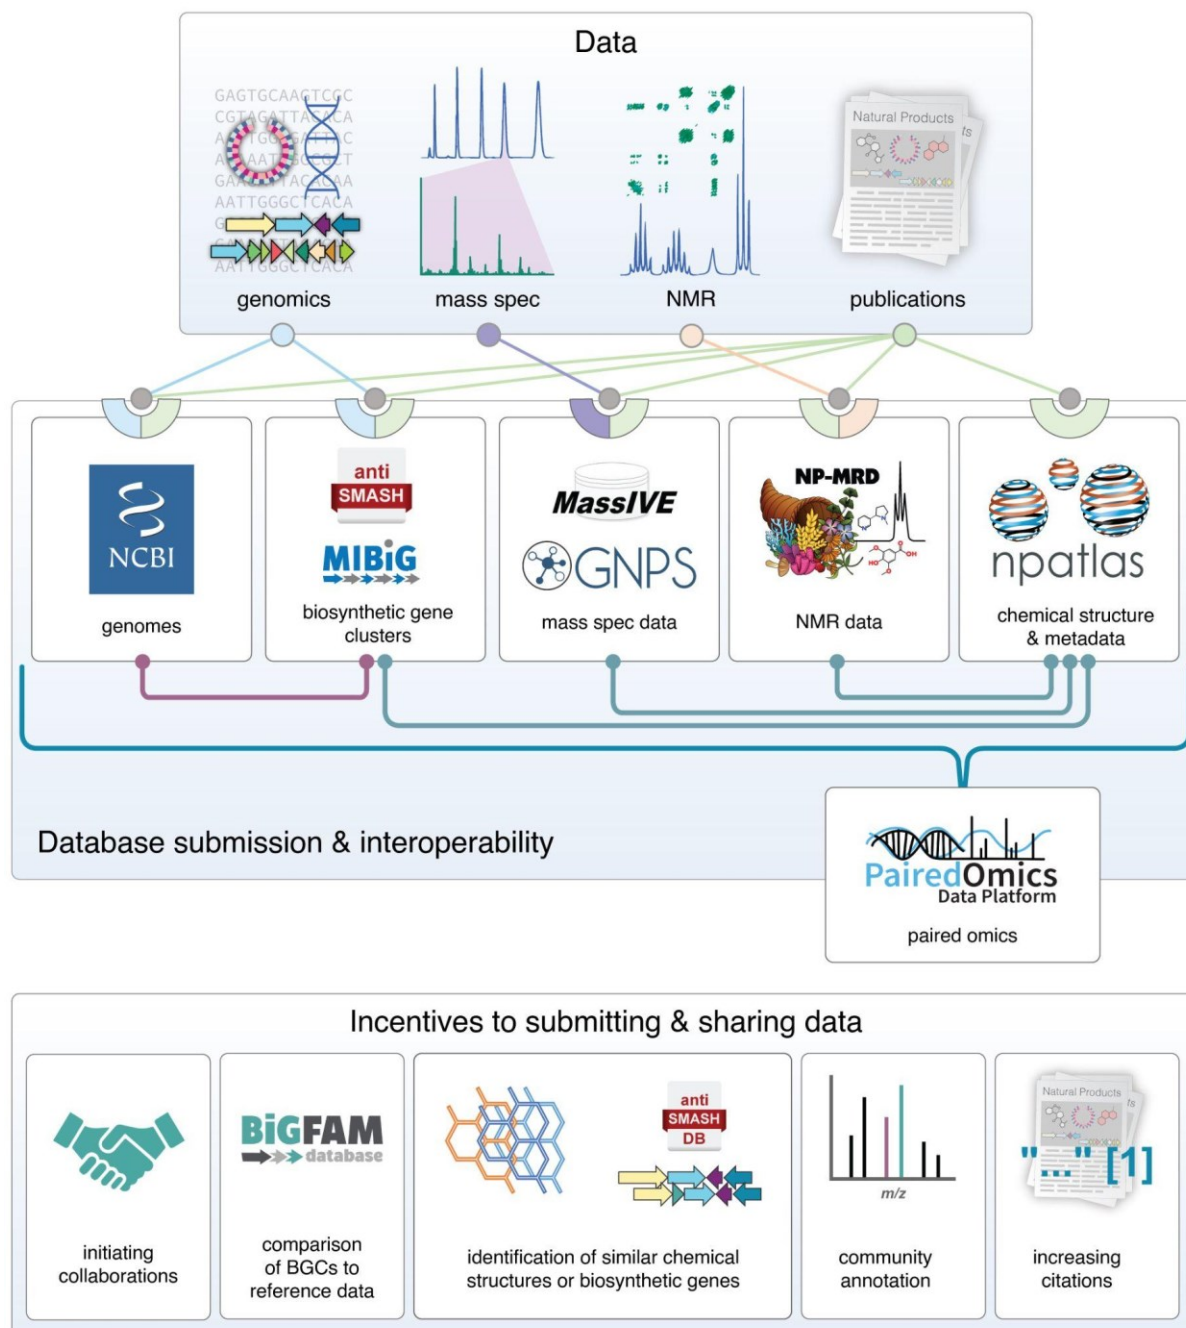 Data
GAGTGCAAGTCGC
AATTGGGCTCACA
AATTGGGCTCACA
Natural Products
genomics
mass spec
NMR
publications
NCBI
genomes
anti
SMASH
MIBiG
biosynthetic gene
clusters
MassIVE
GNPS
mass spec data
NP-MRD
HO
OH
NMR data
npatlas
chemical structure
& metadata
Database submission & interoperability
PairedOmics
Data Platform
paired omics
Incentives to submitting & sharing data
initiating
collaborations
BiGFAM
database
comparison
of BGCs to
reference data
anti
SMASH
DB
identification of similar chemical
structures or biosynthetic genes
m/z
community
annotation
Natural Products
"..." [1]
increasing
citations